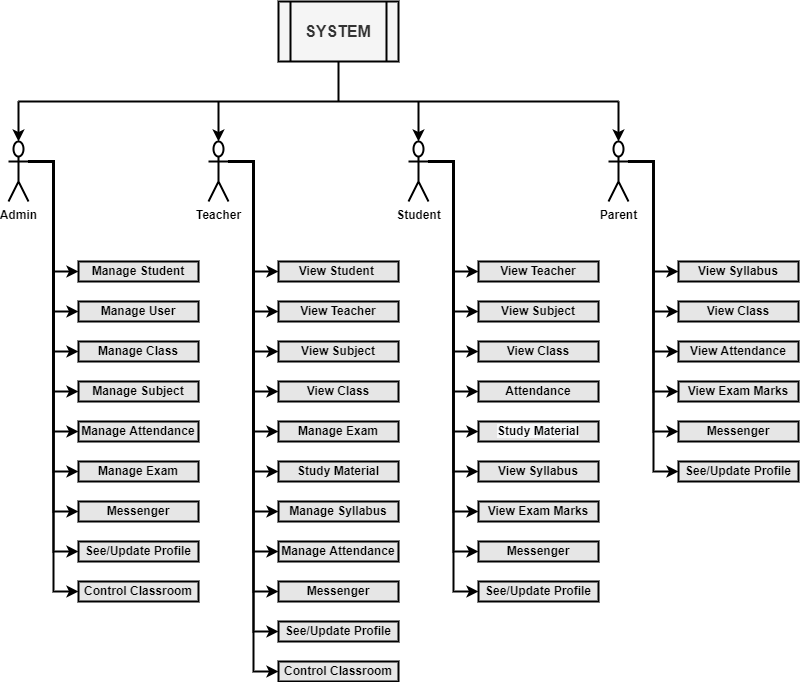 SYSTEM
Admin
Teacher
Student
Parent
Manage Student
Manage User
Manage Class
Manage Subject
Manage Attendance
Manage Exam
Messenger
See/Update Profile
Control Classroom
View Student
View Teacher
View Subject
View Class
Manage Exam
Study Material
Manage Syllabus
Manage Attendance
Messenger
See/Update Profile
Control Classroom
View Teacher
View Subject
View Class
Attendance
Study Material
View Syllabus
View Exam Marks
Messenger
See/Update Profile
View Syllabus
View Class
View Attendance
View Exam Marks
Messenger
See/Update Profile